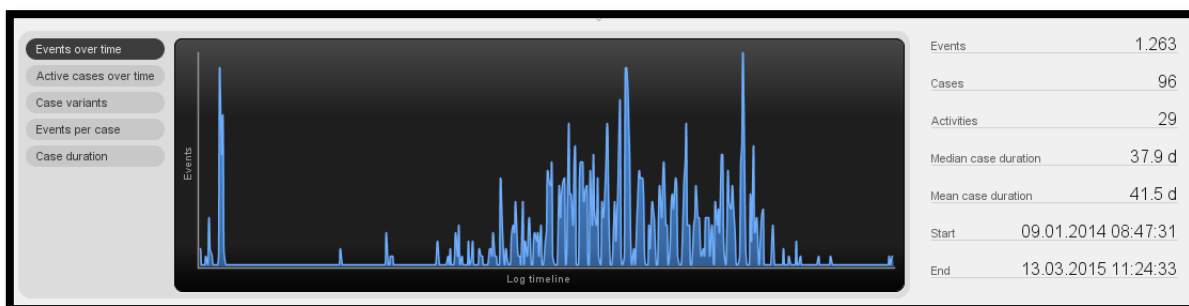 Events over time
Active cases over time
Case variants
Events per case
Case duration
Events
Log timeline
Events 1.263
Cases 96
Activities 29
Median case duration 37.9 d
Mean case duration 41.5 d
Start 09.01.2014 08:47:31
End 13.03.2015 11:24:33